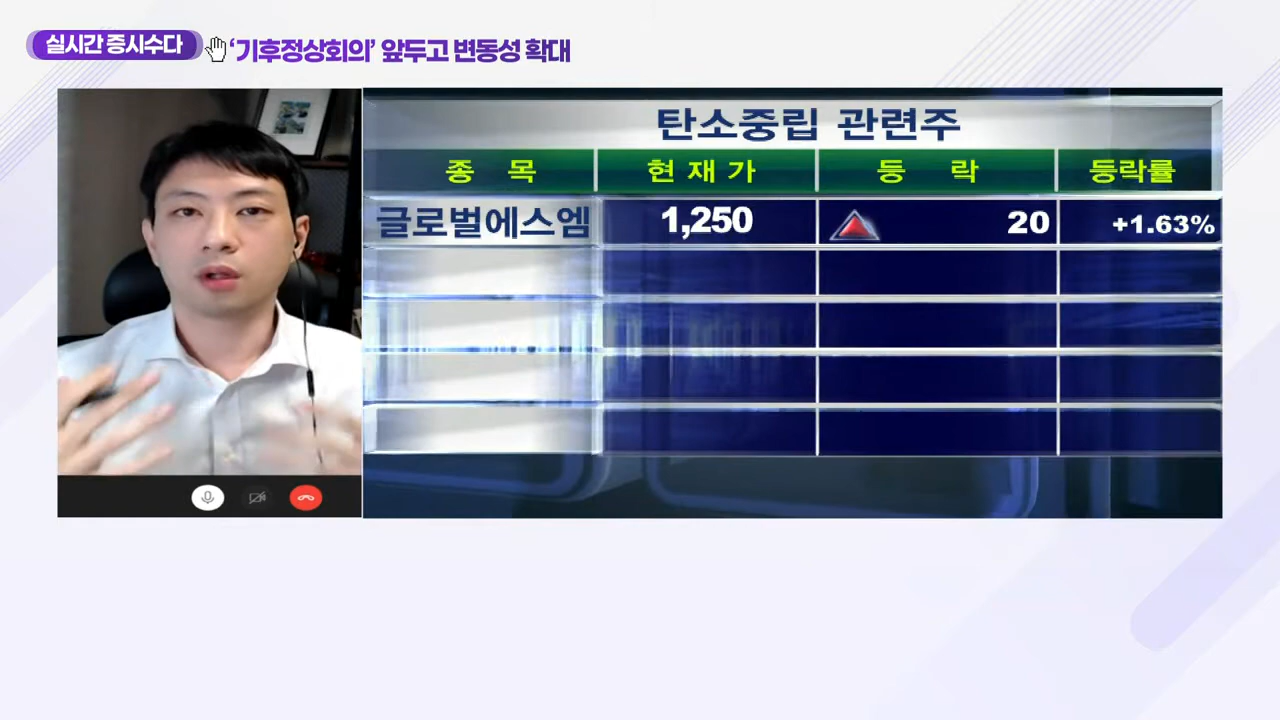 실시간 증시수다 '기후정상회의' 앞두고 변동성 확대
탄소중립 관련주
종 목 현재가 등 락 등락률
글로벌에스엠 1,250 20 +1.63%